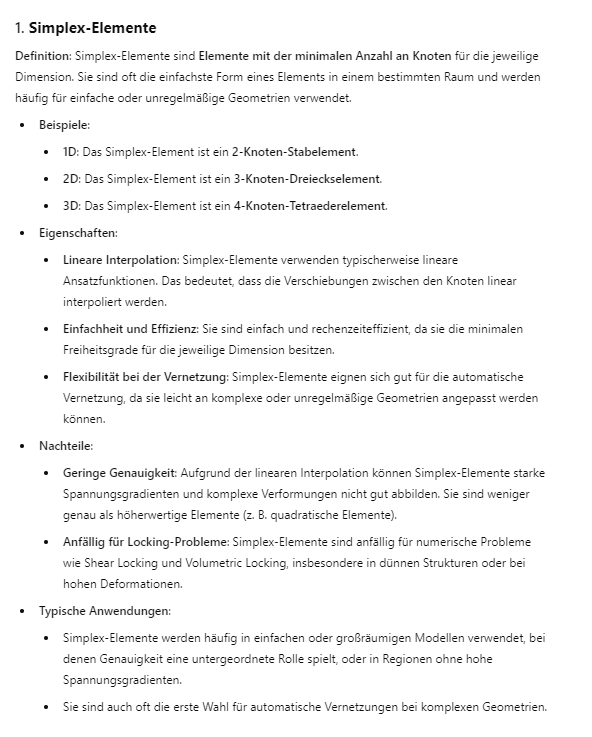 1. Simplex-Elemente
Definition: Simplex-Elemente sind Elemente mit der minimalen Anzahl an Knoten für die jeweilige
Dimension. Sie sind oft die einfachste Form eines Elements in einem bestimmten Raum und werden
häufig für einfache oder unregelmäßige Geometrien verwendet.
• Beispiele:
• 1D: Das Simplex-Element ist ein 2-Knoten-Stabelement.
• 2D: Das Simplex-Element ist ein 3-Knoten-Dreieckselement.
• 3D: Das Simplex-Element ist ein 4-Knoten-Tetraederelement.
• Eigenschaften:
• Lineare Interpolation: Simplex-Elemente verwenden typischerweise lineare
Ansatzfunktionen. Das bedeutet, dass die Verschiebungen zwischen den Knoten linear
interpoliert werden.
• Einfachheit und Effizienz: Sie sind einfach und rechenzeiteffizient, da sie die minimalen
Freiheitsgrade für die jeweilige Dimension besitzen.
• Flexibilität bei der Vernetzung: Simplex-Elemente eignen sich gut für die automatische
Vernetzung, da sie leicht an komplexe oder unregelmäßige Geometrien angepasst werden
können.
• Nachteile:
• Geringe Genauigkeit: Aufgrund der linearen Interpolation können Simplex-Elemente starke
Spannungsgradienten und komplexe Verformungen nicht gut abbilden. Sie sind weniger
genau als höherwertige Elemente (z. B. quadratische Elemente).
• Anfällig für Locking-Probleme: Simplex-Elemente sind anfällig für numerische Probleme
wie Shear Locking und Volumetric Locking, insbesondere in dünnen Strukturen oder bei
hohen Deformationen.
• Typische Anwendungen:
• Simplex-Elemente werden häufig in einfachen oder großräumigen Modellen verwendet, bei
denen Genauigkeit eine untergeordnete Rolle spielt, oder in Regionen ohne hohe
Spannungsgradienten.
• Sie sind auch oft die erste Wahl für automatische Vernetzungen bei komplexen Geometrien.